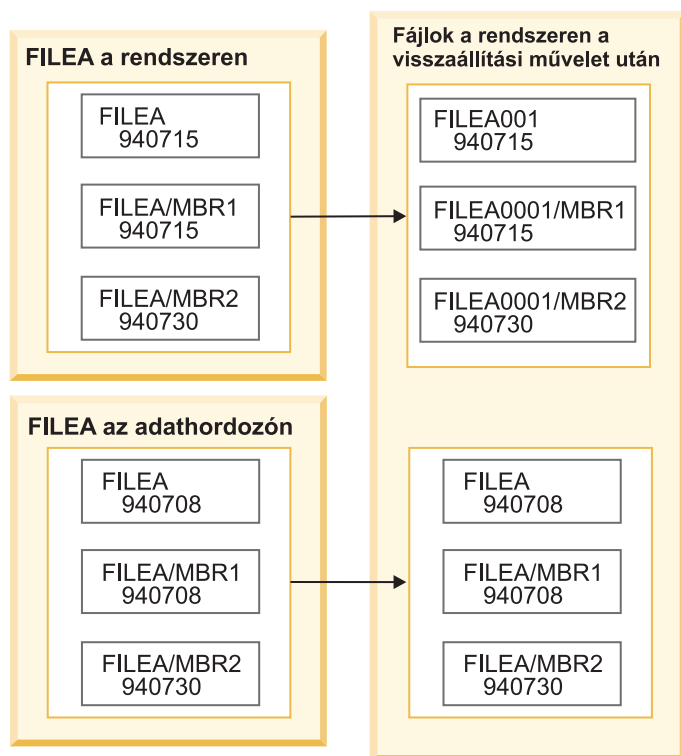 FILEA a rendszeren
FILEA
940715
FILEA/MBR1
940715
FILEA/MBR2
940730
Fájlok a rendszeren a
visszaállítási művelet után
FILEA001
940715
FILEA0001/MBR1
940715
FILEA0001/MBR2
940730
FILEA az adathordozón
FILEA
940708
FILEA/MBR1
940708
FILEA/MBR2
940730
FILEA
940708
FILEA/MBR1
940708
FILEA/MBR2
940730